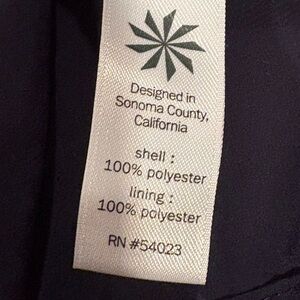 Designed in
Sonoma County,
California
shell :
100% polyester
lining :
100% polyester
RN #54023